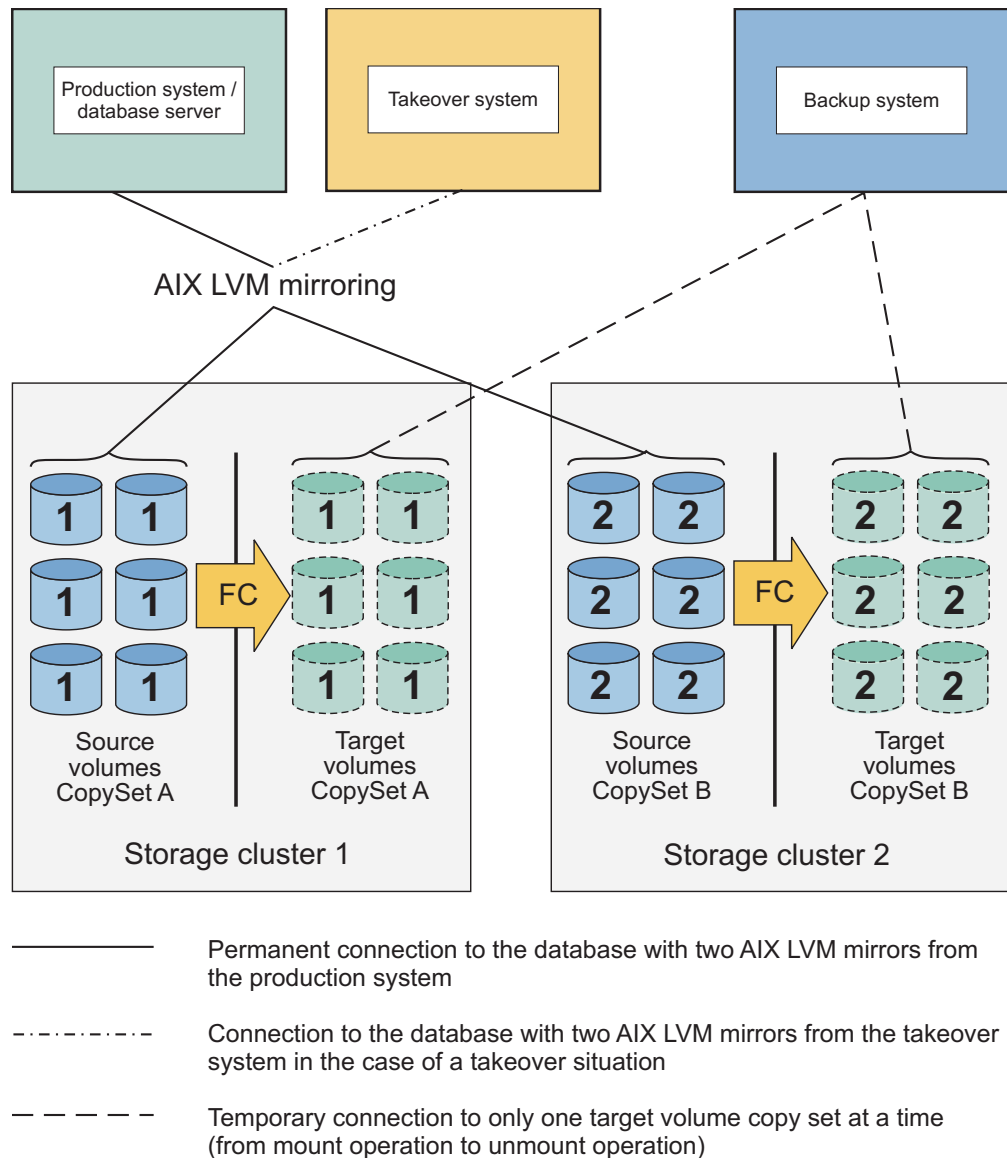 Production system /
database server
Takeover system
Backup system
AIX LVM mirroring
1 1 1 1 2 2 2 2
1 1 FC 1 1 2 2 FC 2 2
1 1 1 1 2 2 2 2
Source
volumes
CopySet A
Target
volumes
CopySet A
Source
volumes
CopySet B
Target
volumes
CopySet B
Storage cluster 1
Storage cluster 2
Permanent connection to the database with two AIX LVM mirrors from
the production system
Connection to the database with two AIX LVM mirrors from the takeover
system in the case of a takeover situation
Temporary connection to only one target volume copy set at a time
(from mount operation to unmount operation)